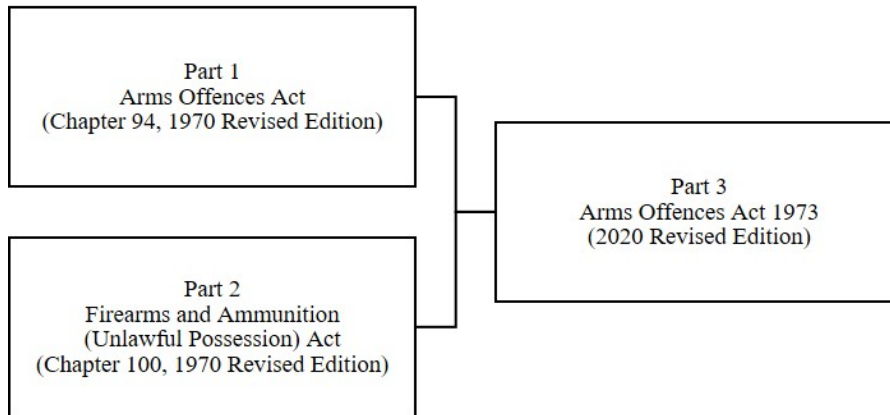 Part 1
Arms Offences Act
(Chapter 94, 1970 Revised Edition)
Part 2
Firearms and Ammunition
(Unlawful Possession) Act
(Chapter 100, 1970 Revised Edition)
Part 3
Arms Offences Act 1973
(2020 Revised Edition)